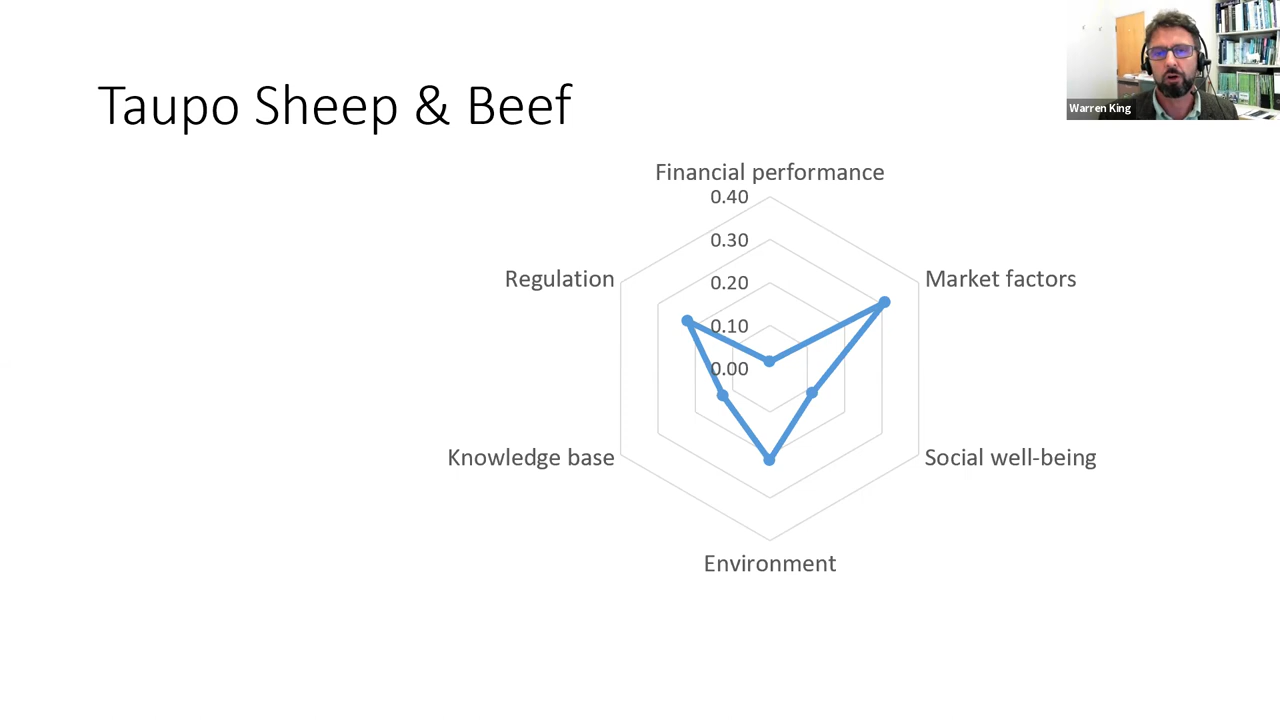 Warren King
Taupo Sheep & Beef
Financial performance
0.40
0.30
Regulation
0.20
Market factors
0.10
0.00
Knowledge base
Social well-being
Environment